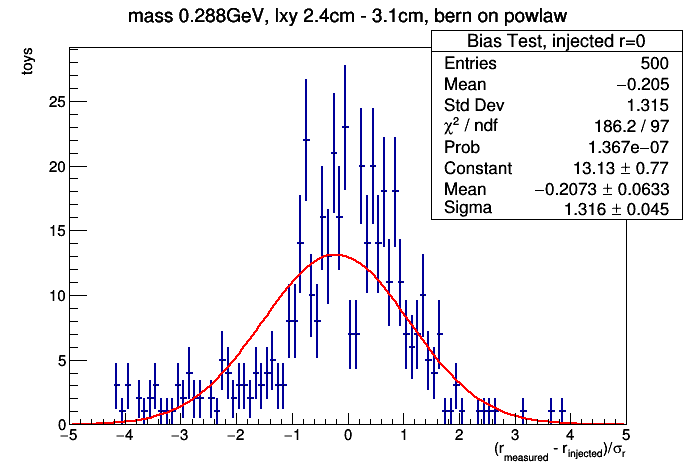 mass 0.288GeV, lxy 2.4cm - 3.1cm, bern on powlaw
Bias Test, injected r=0
Entries 500
Mean −0.205
Std Dev 1.315
χ² / ndf 186.2 / 97
Prob 1.367e−07
Constant 13.13 ± 0.77
Mean −0.2073 ± 0.0633
Sigma 1.316 ± 0.045
toys
25
20
15
10
5
0
−5 −4 −3 −2 −1 0 1 2 3 4 5
(r_measured - r_injected)/σ_r